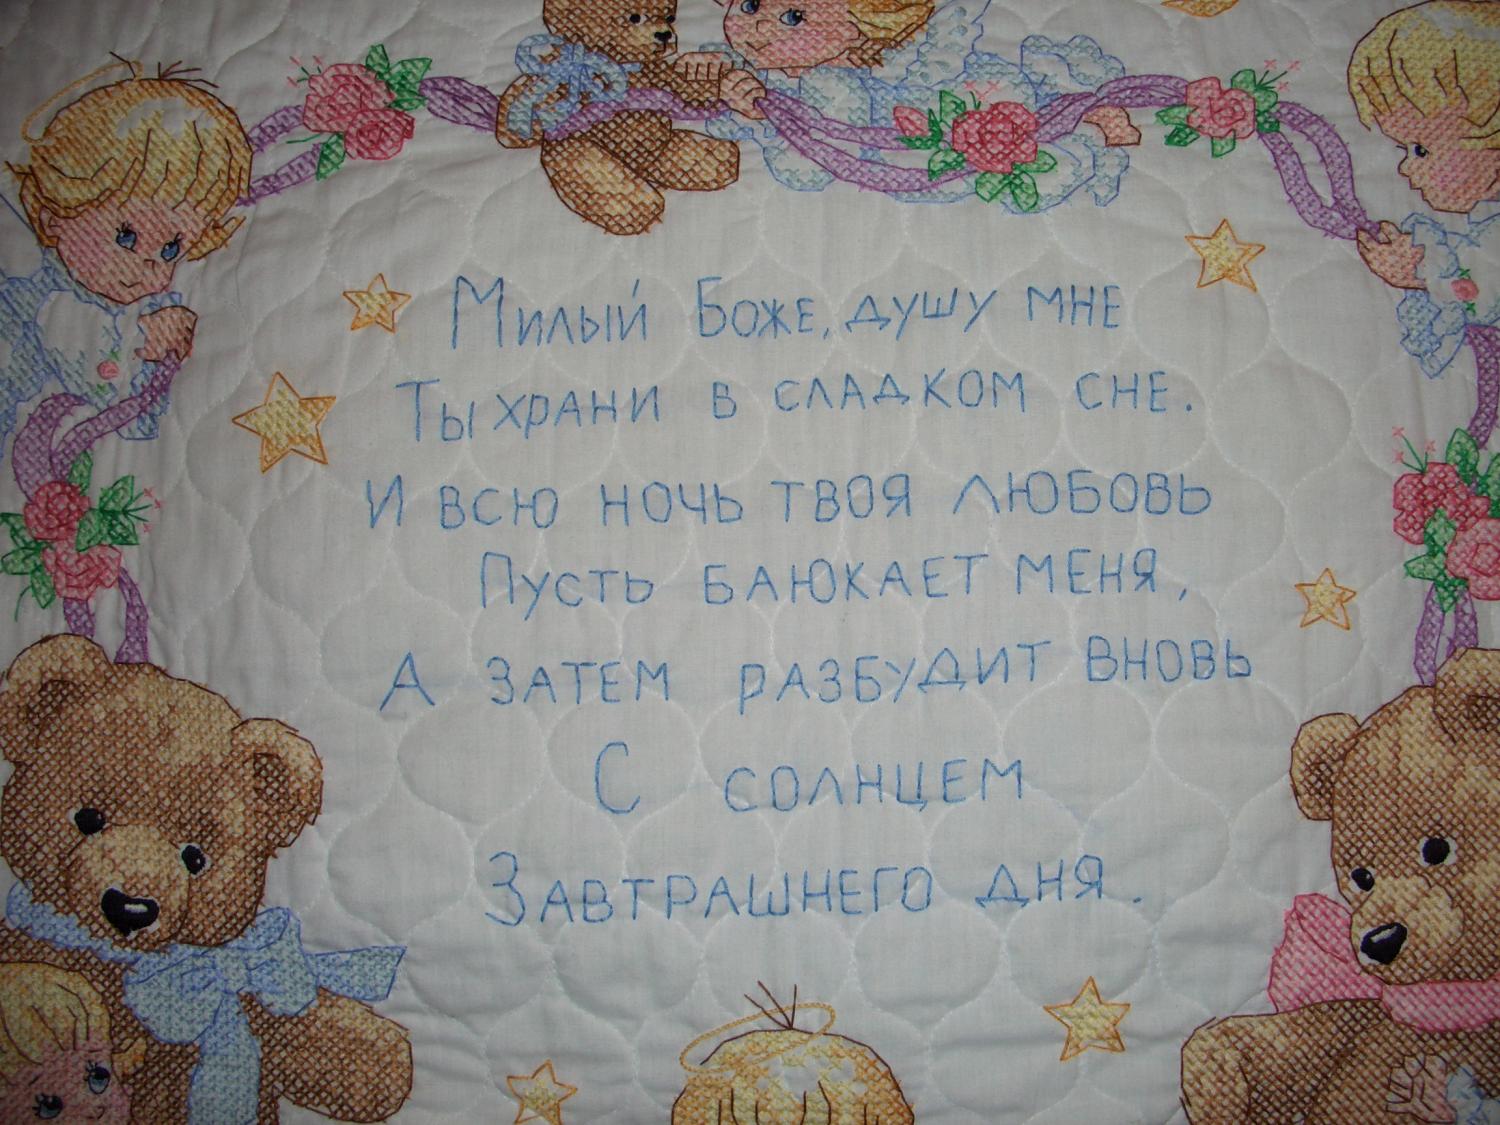 Милый Боже, душу мне
Ты храни в сладком сне.
И всю ночь твоя любовь
Пусть баюкает меня,
А затем разбудит вновь
С солнцем
Завтрашнего дня.